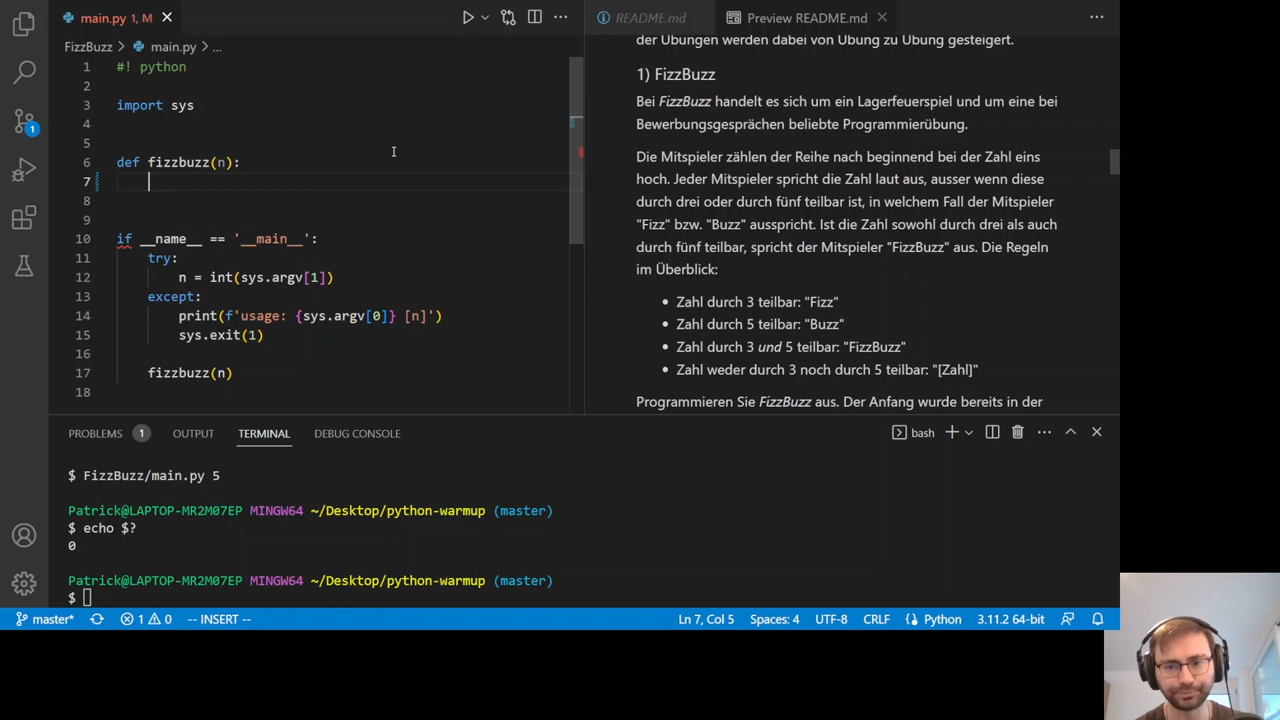 main.py 1, M
FizzBuzz > main.py > ...
1 #! python
2
3 import sys
4
5
6 def fizzbuzz(n):
7
8
9
10 if __name__ == '__main__':
11 try:
12 n = int(sys.argv[1])
13 except:
14 print(f'usage: {sys.argv[0]} [n]')
15 sys.exit(1)
16
17 fizzbuzz(n)
18
README.md
Preview README.md
der Übungen werden dabei von Übung zu Übung gesteigert.
1) FizzBuzz
Bei FizzBuzz handelt es sich um ein Lagerfeuerspiel und um eine bei
Bewerbungsgesprächen beliebte Programmierübung.
Die Mitspieler zählen der Reihe nach beginnend bei der Zahl eins
hoch. Jeder Mitspieler spricht die Zahl laut aus, ausser wenn diese
durch drei oder durch fünf teilbar ist, in welchem Fall der Mitspieler
"Fizz" bzw. "Buzz" ausspricht. Ist die Zahl sowohl durch drei als auch
durch fünf teilbar, spricht der Mitspieler "FizzBuzz" aus. Die Regeln
im Überblick:
• Zahl durch 3 teilbar: "Fizz"
• Zahl durch 5 teilbar: "Buzz"
• Zahl durch 3 und 5 teilbar: "FizzBuzz"
• Zahl weder durch 3 noch durch 5 teilbar: "[Zahl]"
Programmieren Sie FizzBuzz aus. Der Anfang wurde bereits in der
1
PROBLEMS 1 OUTPUT TERMINAL DEBUG CONSOLE
bash
$ FizzBuzz/main.py 5
Patrick@LAPTOP-MR2M07EP MINGW64 ~/Desktop/python-warmup (master)
$ echo $?
0
Patrick@LAPTOP-MR2M07EP MINGW64 ~/Desktop/python-warmup (master)
$
master* 1 0 -- INSERT -- Ln 7, Col 5 Spaces: 4 UTF-8 CRLF Python 3.11.2 64-bit